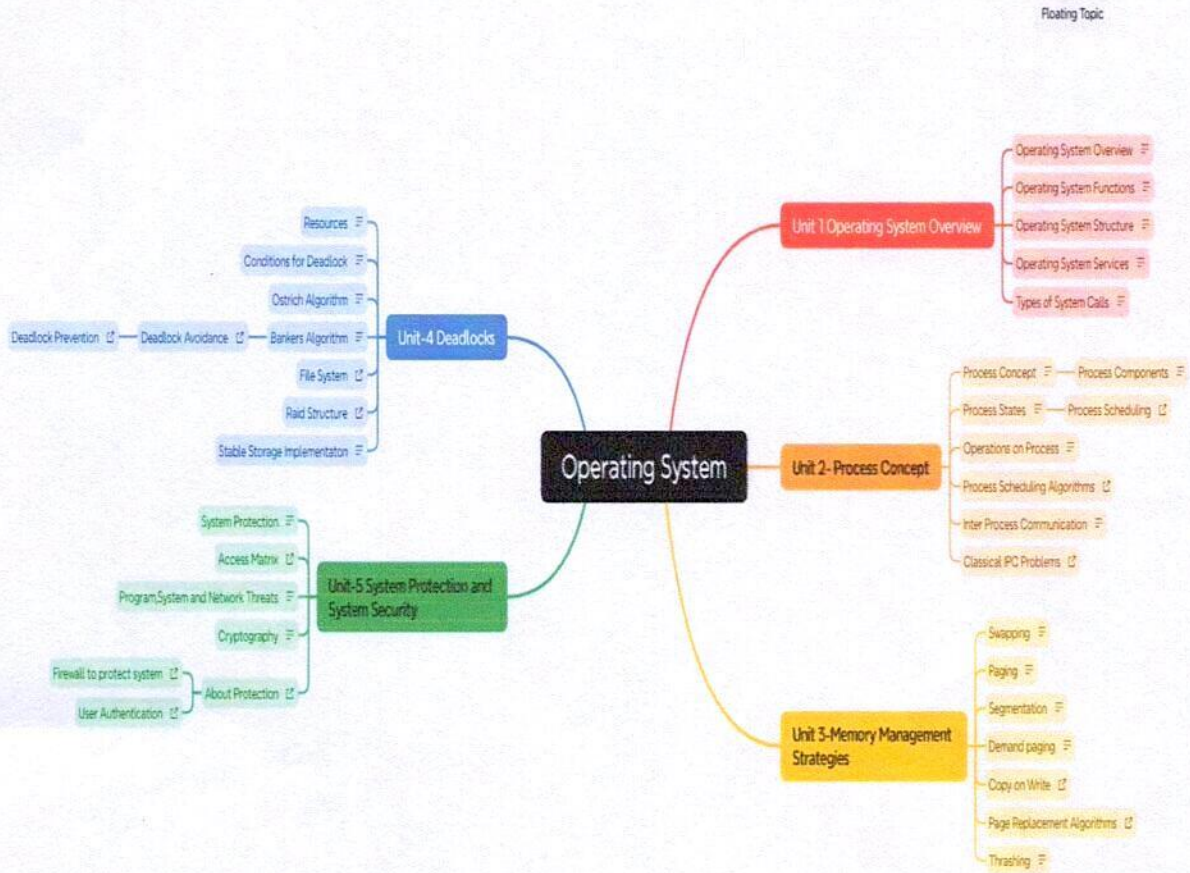 Floating Topic
Operating System
Unit 1 Operating System Overview
Operating System Overview
Operating System Functions
Operating System Structure
Operating System Services
Types of System Calls
Unit 2- Process Concept
Process Concept
Process Components
Process States
Process Scheduling
Operations on Process
Process Scheduling Algorithms
Inter Process Communication
Classical IPC Problems
Unit 3-Memory Management
Strategies
Swapping
Paging
Segmentation
Demand paging
Copy on Write
Page Replacement Algorithms
Thrashing
Unit-4 Deadlocks
Resources
Conditions for Deadlock
Ostrich Algorithm
Bankers Algorithm
Deadlock Avoidance
Deadlock Prevention
File System
Raid Structure
Stable Storage Implementaton
Unit-5 System Protection and
System Security
System Protection
Access Matrix
Program,System and Network Threats
Cryptography
About Protection
Firewall to protect system
User Authentication